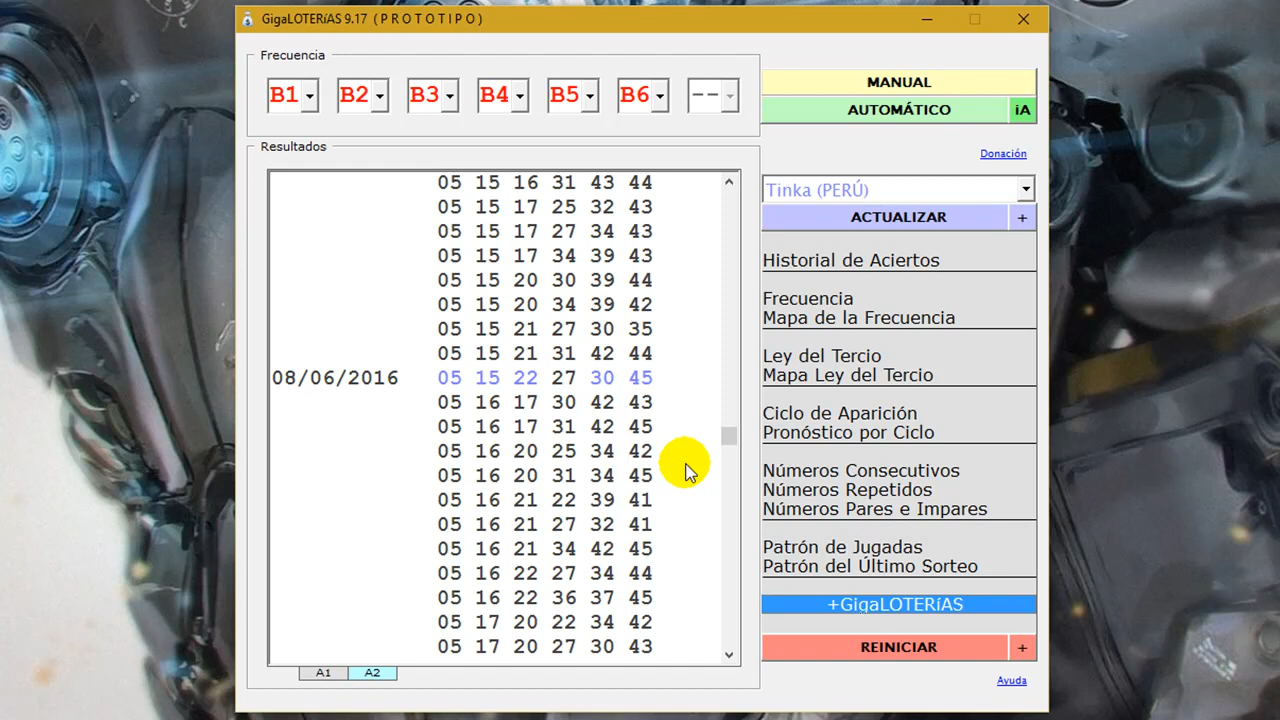 GigaLOTERíAS 9.17 ( P R O T O T I P O )
Frecuencia
B1 B2 B3 B4 B5 B6 --
MANUAL
AUTOMÁTICO iA
Donación
Resultados
Tinka (PERÚ)
ACTUALIZAR +
05 15 16 31 43 44
05 15 17 25 32 43
05 15 17 27 34 43
05 15 17 34 39 43
05 15 20 30 39 44
05 15 20 34 39 42
05 15 21 27 30 35
05 15 21 31 42 44
08/06/2016 05 15 22 27 30 45
05 16 17 30 42 43
05 16 17 31 42 45
05 16 20 25 34 42
05 16 20 31 34 45
05 16 21 22 39 41
05 16 21 27 32 41
05 16 21 34 42 45
05 16 22 27 34 44
05 16 22 36 37 45
05 17 20 22 34 42
05 17 20 27 30 43
A1 A2
Historial de Aciertos
Frecuencia
Mapa de la Frecuencia
Ley del Tercio
Mapa Ley del Tercio
Ciclo de Aparición
Pronóstico por Ciclo
Números Consecutivos
Números Repetidos
Números Pares e Impares
Patrón de Jugadas
Patrón del Último Sorteo
+GigaLOTERíAS
REINICIAR +
Ayuda